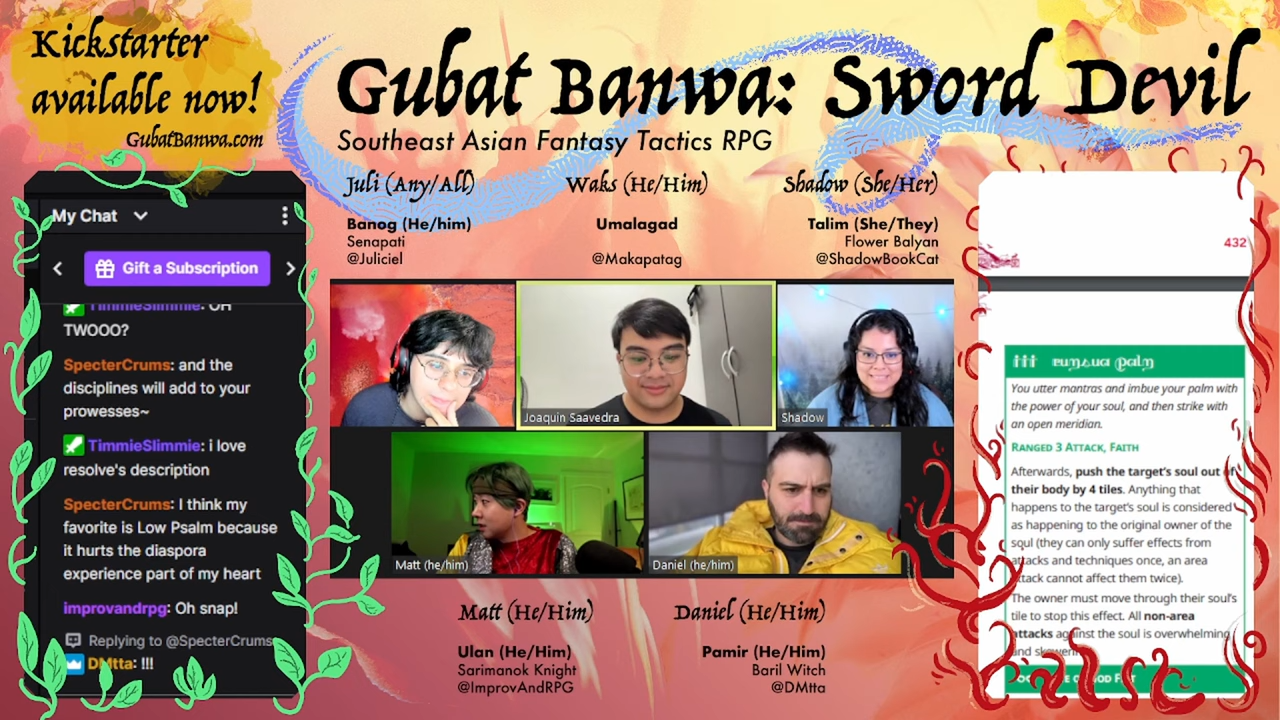 Kickstarter
available now!
GubatBanwa.com
Gubat Banwa: Sword Devil
Southeast Asian Fantasy Tactics RPG
Juli (Any/All)
Banog (He/him)
Senapati
@Juliciel
Waks (He/Him)
Umalagad
@Makapatag
Shadow (She/Her)
Talim (She/They)
Flower Balyan
@ShadowBookCat
My Chat
Gift a Subscription
TimmieSlimmie: OH
TWOOO?
SpecterCrums: and the
disciplines will add to your
prowesses~
TimmieSlimmie: i love
resolve's description
SpecterCrums: I think my
favorite is Low Psalm because
it hurts the diaspora
experience part of my heart
improvandrpg: Oh snap!
Replying to @SpecterCrums
DMtta: !!!
Joaquin Saavedra
Shadow
Matt (he/him)
Daniel (he/him)
Matt (He/Him)
Ulan (He/Him)
Sarimanok Knight
@ImprovAndRPG
Daniel (He/Him)
Pamir (He/Him)
Baril Witch
@DMtta
432
palm
You utter mantras and imbue your palm with
the power of your soul, and then strike with
an open meridian.
RANGED 3 ATTACK, FAITH
Afterwards, push the target's soul out of
their body by 4 tiles. Anything that
happens to the target's soul is considered
as happening to the original owner of the
soul (they can only suffer effects from
attacks and techniques once, an area
attack cannot affect them twice).
The owner must move through their soul's
tile to stop this effect. All non-area
attacks against the soul is overwhelming
and